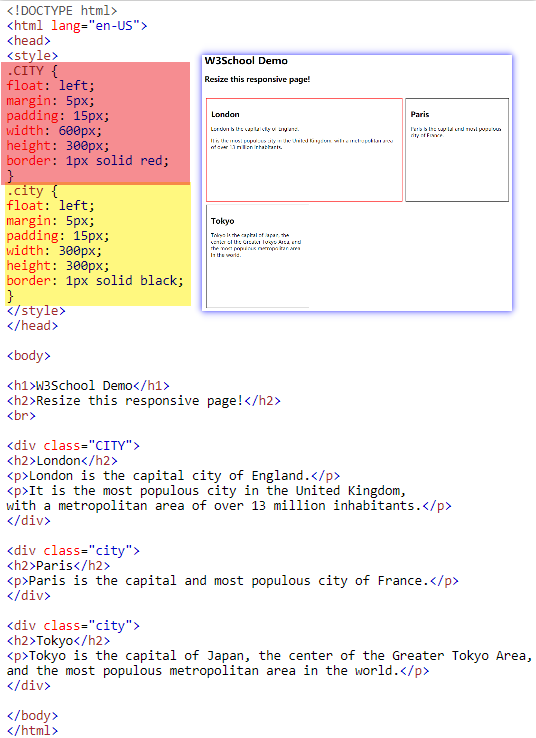 <!DOCTYPE html>
<html lang="en-US">
<head>
<style>
.CITY {
float: left;
margin: 5px;
padding: 15px;
width: 600px;
height: 300px;
border: 1px solid red;
}
.city {
float: left;
margin: 5px;
padding: 15px;
width: 300px;
height: 300px;
border: 1px solid black;
}
</style>
</head>
<body>
<h1>W3School Demo</h1>
<h2>Resize this responsive page!</h2>
<br>
<div class="CITY">
<h2>London</h2>
<p>London is the capital city of England.</p>
<p>It is the most populous city in the United Kingdom,
with a metropolitan area of over 13 million inhabitants.</p>
</div>
<div class="city">
<h2>Paris</h2>
<p>Paris is the capital and most populous city of France.</p>
</div>
<div class="city">
<h2>Tokyo</h2>
<p>Tokyo is the capital of Japan, the center of the Greater Tokyo Area,
and the most populous metropolitan area in the world.</p>
</div>
</body>
</html>
W3School Demo
Resize this responsive page!
London
London is the capital city of England.
It is the most populous city in the United Kingdom, with a metropolitan area
of over 13 million inhabitants.
Paris
Paris is the capital and most populous
city of France.
Tokyo
Tokyo is the capital of Japan, the
center of the Greater Tokyo Area, and
the most populous metropolitan area
in the world.